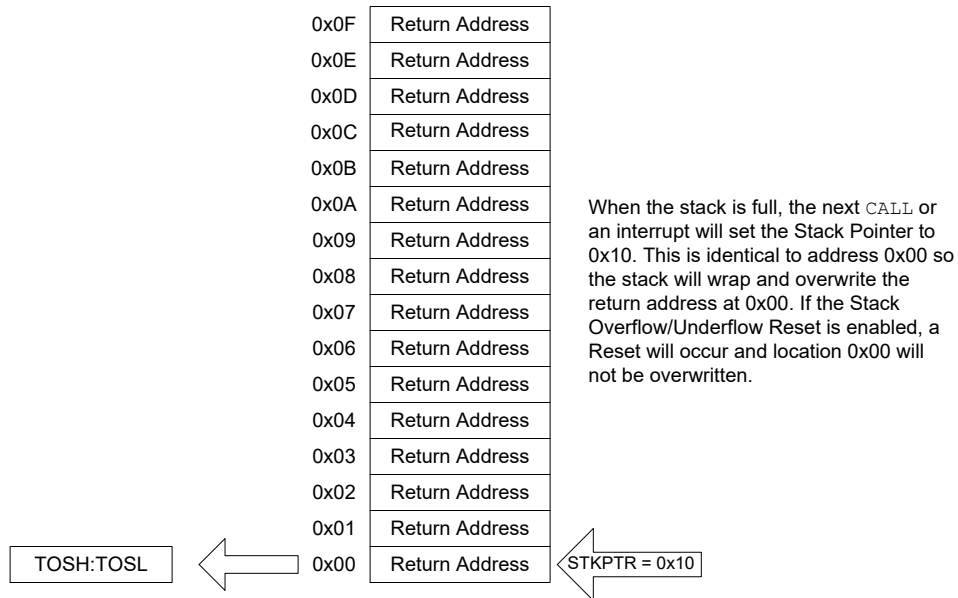 0x0F Return Address
0x0E Return Address
0x0D Return Address
0x0C Return Address
0x0B Return Address
0x0A Return Address
0x09 Return Address
0x08 Return Address
0x07 Return Address
0x06 Return Address
0x05 Return Address
0x04 Return Address
0x03 Return Address
0x02 Return Address
0x01 Return Address
TOSH:TOSL 0x00 Return Address STKPTR = 0x10
When the stack is full, the next CALL or
an interrupt will set the Stack Pointer to
0x10. This is identical to address 0x00 so
the stack will wrap and overwrite the
return address at 0x00. If the Stack
Overflow/Underflow Reset is enabled, a
Reset will occur and location 0x00 will
not be overwritten.